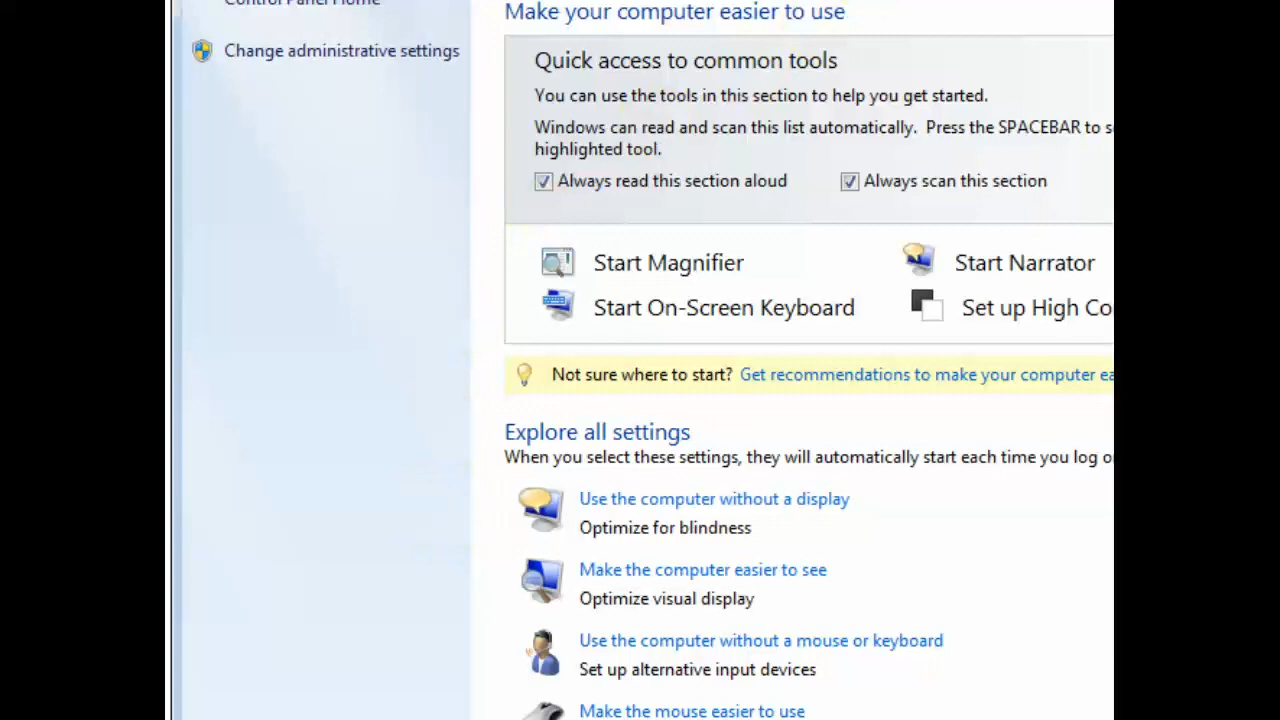 Control Panel Home
Change administrative settings
Make your computer easier to use
Quick access to common tools
You can use the tools in this section to help you get started.
Windows can read and scan this list automatically. Press the SPACEBAR to
highlighted tool.
Always read this section aloud
Always scan this section
Start Magnifier
Start Narrator
Start On-Screen Keyboard
Set up High
Not sure where to start? Get recommendations to make your computer
Explore all settings
When you select these settings, they will automatically start each time you log
Use the computer without a display
Optimize for blindness
Make the computer easier to see
Optimize visual display
Use the computer without a mouse or keyboard
Set up alternative input devices
Make the mouse easier to use